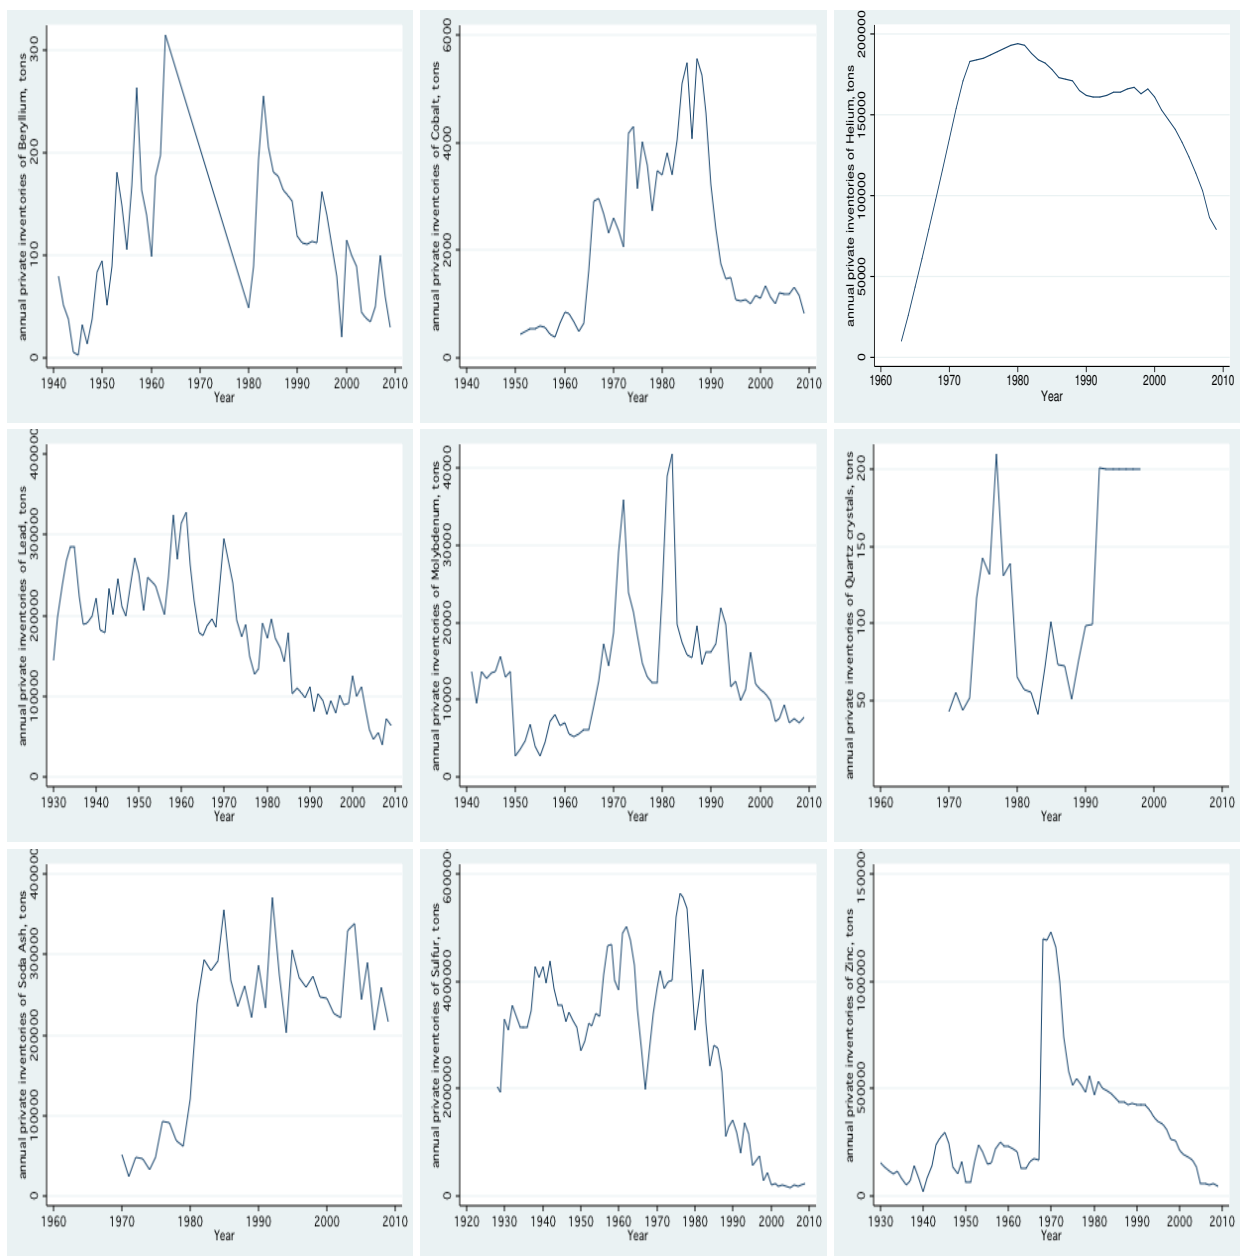 annual private inventories of Beryllium, tons
300
200
100
0
1940 1950 1960 1970 1980 1990 2000 2010
Year
annual private inventories of Cobalt, tons
6000
4000
2000
0
1940 1950 1960 1970 1980 1990 2000 2010
Year
annual private inventories of Helium, tons
200000
150000
100000
50000
0
1960 1970 1980 1990 2000 2010
Year
annual private inventories of Lead, tons
400000
300000
200000
100000
0
1930 1940 1950 1960 1970 1980 1990 2000 2010
Year
annual private inventories of Molybdenum, tons
40000
30000
20000
10000
0
1940 1950 1960 1970 1980 1990 2000 2010
Year
annual private inventories of Quartz crystals, tons
200
150
100
50
1960 1970 1980 1990 2000 2010
Year
annual private inventories of Soda Ash, tons
400000
300000
200000
100000
0
1960 1970 1980 1990 2000 2010
Year
annual private inventories of Sulfur, tons
6000000
4000000
2000000
0
1920 1930 1940 1950 1960 1970 1980 1990 2000 2010
Year
annual private inventories of Zinc, tons
1500000
1000000
500000
0
1930 1940 1950 1960 1970 1980 1990 2000 2010
Year